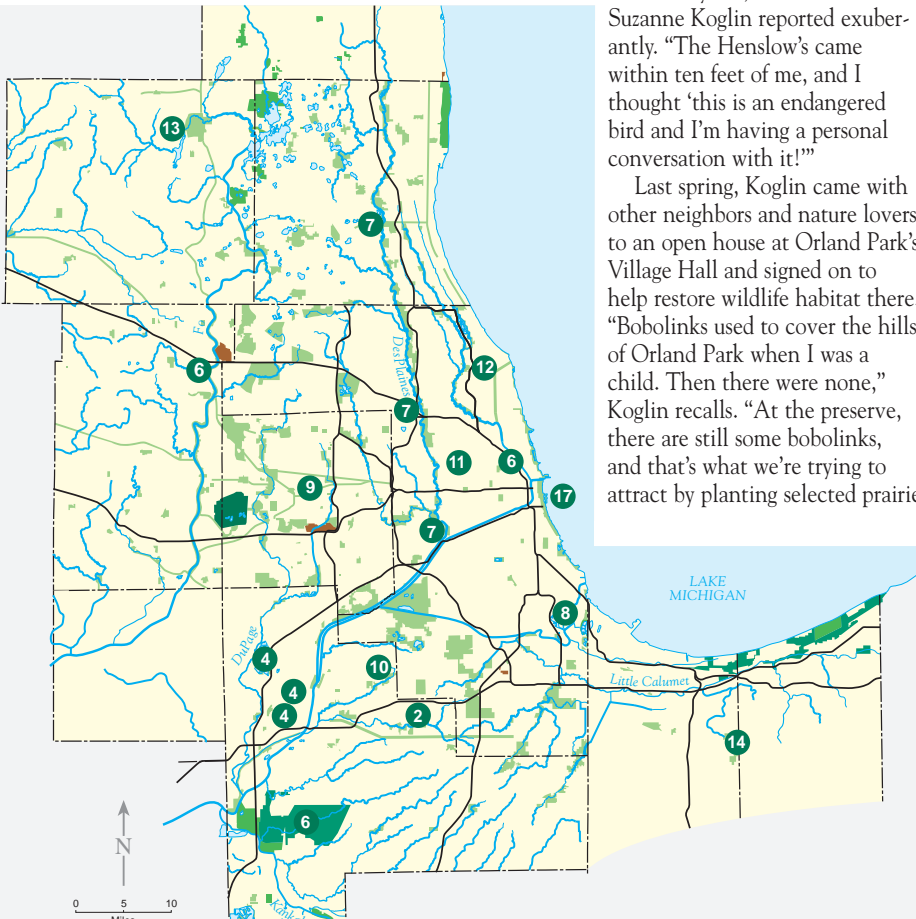 Suzanne Koglin reported exuber-
antly. “The Henslow’s came
within ten feet of me, and I
thought ‘this is an endangered
bird and I’m having a personal
conversation with it!’”
Last spring, Koglin came with
other neighbors and nature lovers
to an open house at Orland Park’s
Village Hall and signed on to
help restore wildlife habitat there.
“Bobolinks used to cover the hills
of Orland Park when I was a
child. Then there were none,”
Koglin recalls. “At the preserve,
there are still some bobolinks,
and that’s what we’re trying to
attract by planting selected prairie
13
7
6
DesPlaines
12
7
11
6
9
17
7
LAKE
MICHIGAN
8
DuPage
4
10
Little Calumet
4
4
2
14
6
N
0 5 10
Miles